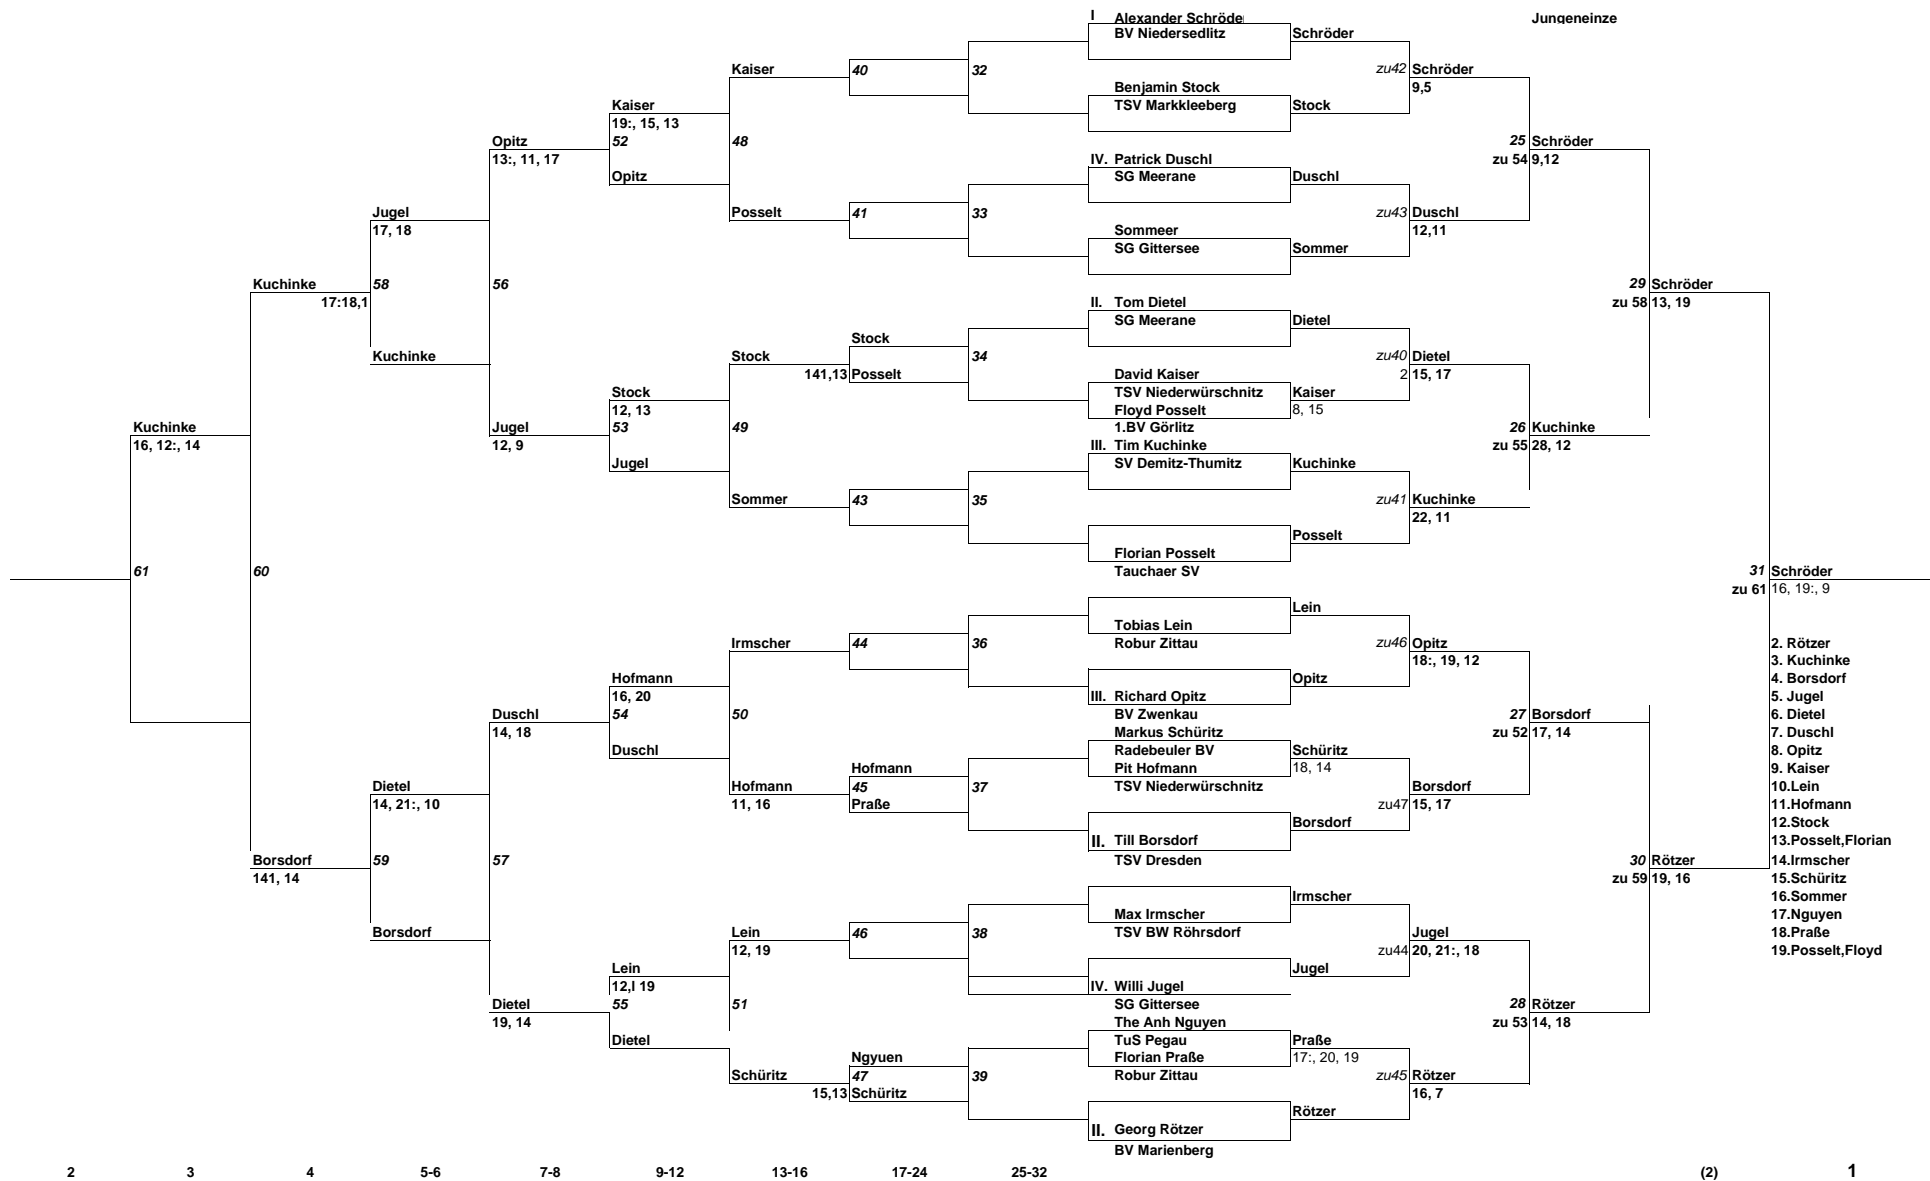 I Alexander Schröde Jungeneinze
BV Niedersedlitz Schröder
Kaiser 40 32 zu42 Schröder
Benjamin Stock 9,5
Kaiser TSV Markkleeberg Stock
19:, 15, 13
Opitz 52 48 25 Schröder
13:, 11, 17 IV. Patrick Duschl zu 54 9,12
Opitz SG Meerane Duschl
Jugel Posselt 41 33 zu43 Duschl
17, 18 Sommeer 12,11
SG Gittersee Sommer
Kuchinke 58 56 29 Schröder
17:18,1 II. Tom Dietel zu 58 13, 19
SG Meerane Dietel
Stock
Kuchinke Stock 34 zu40 Dietel
141,13 Posselt David Kaiser 2 15, 17
Stock TSV Niederwürschnitz Kaiser
12, 13 Floyd Posselt 8, 15
Kuchinke Jugel 53 49 1.BV Görlitz 26 Kuchinke
16, 12:, 14 12, 9 III. Tim Kuchinke zu 55 28, 12
Jugel SV Demitz-Thumitz Kuchinke
Sommer 43 35 zu41 Kuchinke
22, 11
Posselt
Florian Posselt
61 60 Tauchaer SV 31 Schröder
zu 61 16, 19:, 9
Lein
Tobias Lein
Irmscher 44 36 Robur Zittau zu46 Opitz 2. Rötzer
18:, 19, 12 3. Kuchinke
Hofmann Opitz 4. Borsdorf
16, 20 III. Richard Opitz 5. Jugel
Duschl 54 50 BV Zwenkau 27 Borsdorf 6. Dietel
14, 18 Markus Schüritz zu 52 17, 14 7. Duschl
Duschl Radebeuler BV Schüritz 8. Opitz
Hofmann Pit Hofmann 18, 14 9. Kaiser
Dietel Hofmann 45 37 TSV Niederwürschnitz Borsdorf 10.Lein
14, 21:, 10 11, 16 Praße zu47 15, 17 11.Hofmann
Borsdorf 12.Stock
II. Till Borsdorf 13.Posselt,Florian
Borsdorf 59 57 TSV Dresden 30 Rötzer 14.Irmscher
141, 14 zu 59 19, 16 15.Schüritz
Irmscher 16.Sommer
Max Irmscher 17.Nguyen
Borsdorf Lein 46 38 TSV BW Röhrsdorf Jugel 18.Praße
12, 19 zu44 20, 21:, 18 19.Posselt,Floyd
Lein Jugel
12,I 19 IV. Willi Jugel
Dietel 55 51 SG Gittersee 28 Rötzer
19, 14 The Anh Nguyen zu 53 14, 18
Dietel TuS Pegau Praße
Ngyuen Florian Praße 17:, 20, 19
Schüritz 47 39 Robur Zittau zu45 Rötzer
15,13 Schüritz 16, 7
Rötzer
II. Georg Rötzer
BV Marienberg
2 3 4 5-6 7-8 9-12 13-16 17-24 25-32 (2) 1